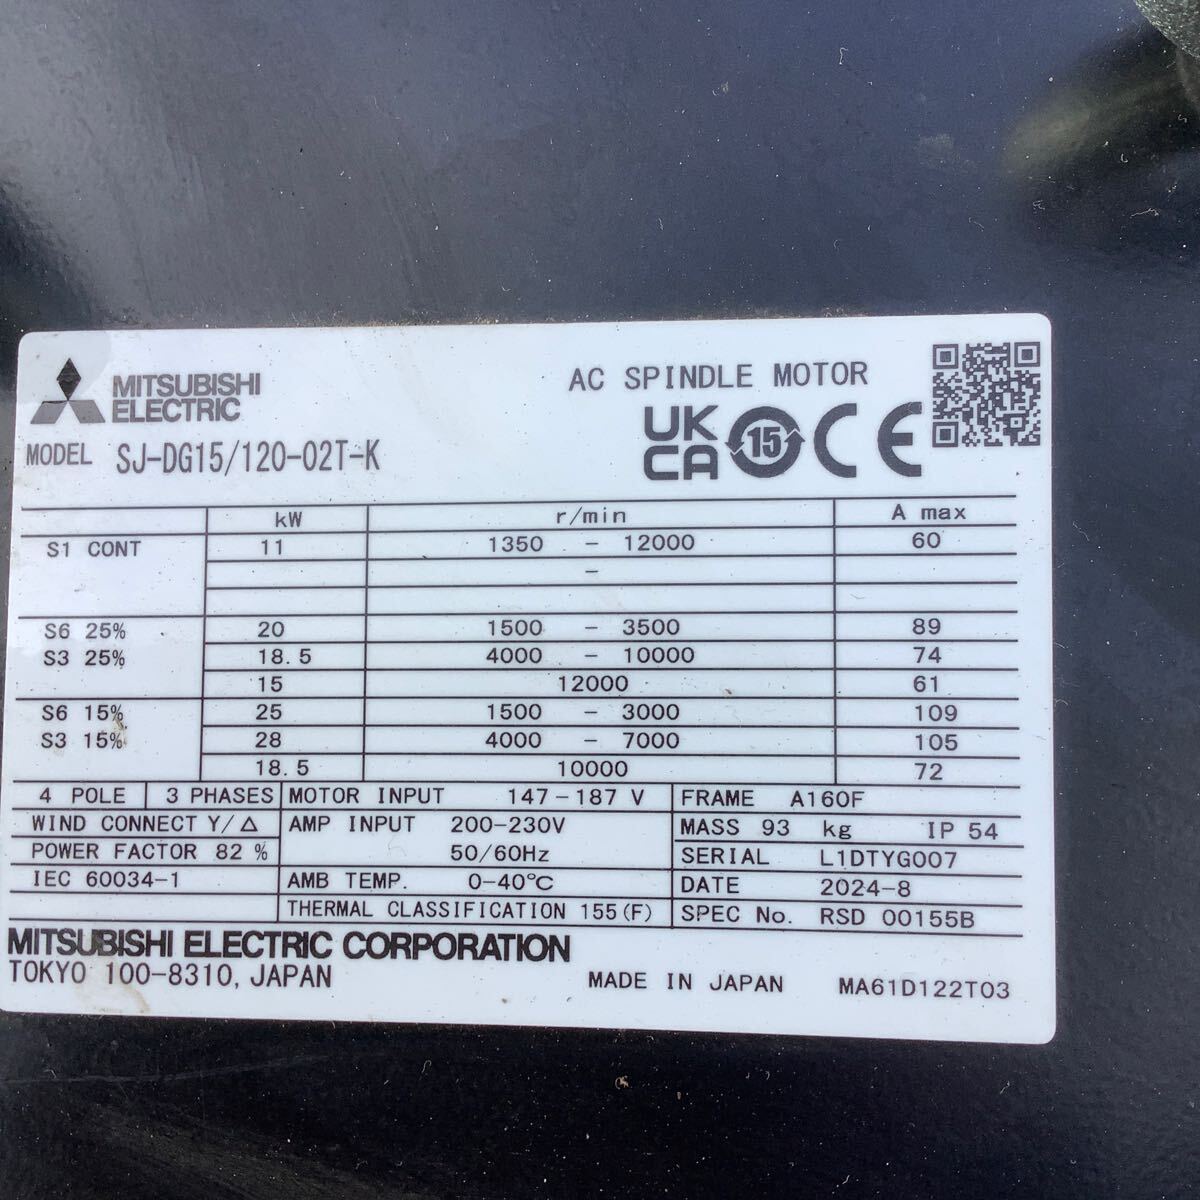 MITSUBISHI ELECTRIC
AC SPINDLE MOTOR
UK CA 15 CE
MODEL SJ-DG15/120-02T-K
kW r/min A max
S1 CONT 11 1350 - 12000 60
-
S6 25% 20 1500 - 3500 89
S3 25% 18.5 4000 - 10000 74
15 12000 61
S6 15% 25 1500 - 3000 109
S3 15% 28 4000 - 7000 105
18.5 10000 72
4 POLE 3 PHASES MOTOR INPUT 147-187 V FRAME A160F
WIND CONNECT Y/△ AMP INPUT 200-230V MASS 93 kg IP 54
POWER FACTOR 82 % 50/60Hz SERIAL L1DTYG007
IEC 60034-1 AMB TEMP. 0-40℃ DATE 2024-8
THERMAL CLASSIFICATION 155(F) SPEC No. RSD 00155B
MITSUBISHI ELECTRIC CORPORATION
TOKYO 100-8310, JAPAN MADE IN JAPAN MA61D122T03